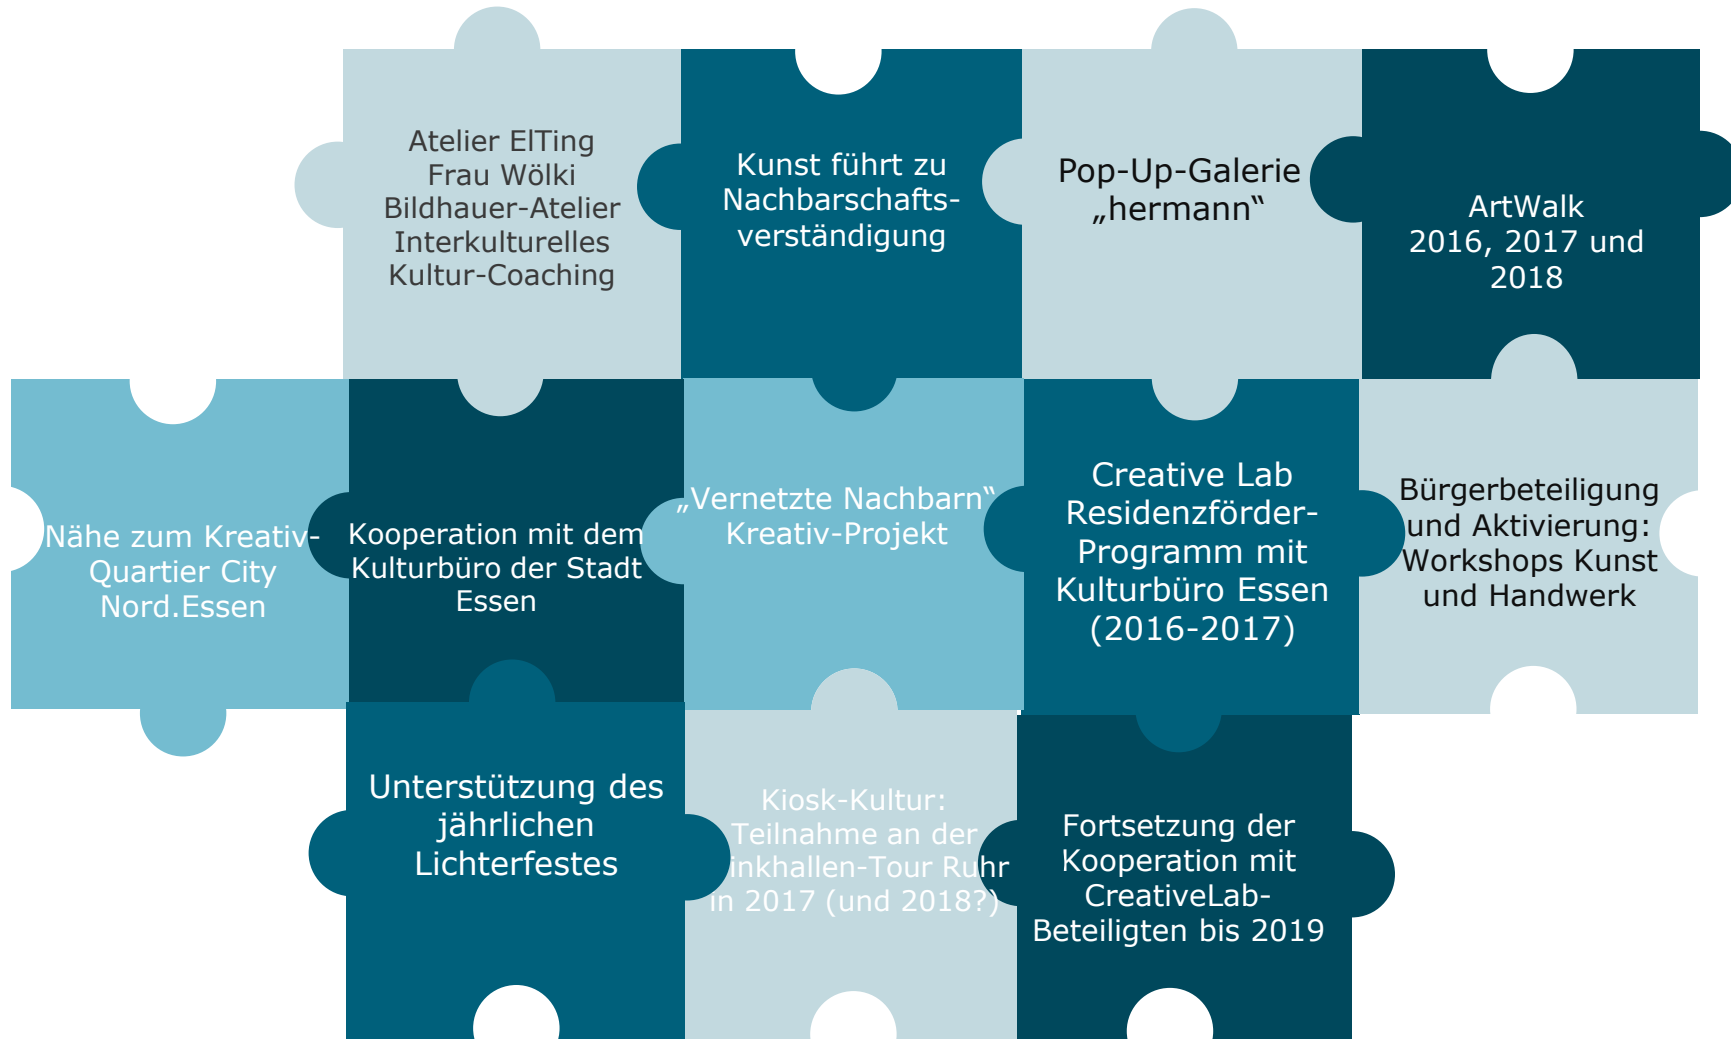 Atelier ElTing
Frau Wölki
Bildhauer-Atelier
Interkulturelles
Kultur-Coaching
Kunst führt zu
Nachbarschafts-
verständigung
Pop-Up-Galerie
„hermann“
ArtWalk
2016, 2017 und
2018
Nähe zum Kreativ-
Quartier City
Nord.Essen
Kooperation mit dem
Kulturbüro der Stadt
Essen
„Vernetzte Nachbarn“
Kreativ-Projekt
Creative Lab
Residenzförder-
Programm mit
Kulturbüro Essen
(2016-2017)
Bürgerbeteiligung
und Aktivierung:
Workshops Kunst
und Handwerk
Unterstützung des
jährlichen
Lichterfestes
Kiosk-Kultur:
Teilnahme an der
inkhallen-Tour Ruhr
in 2017 (und 2018?)
Fortsetzung der
Kooperation mit
CreativeLab-
Beteiligten bis 2019